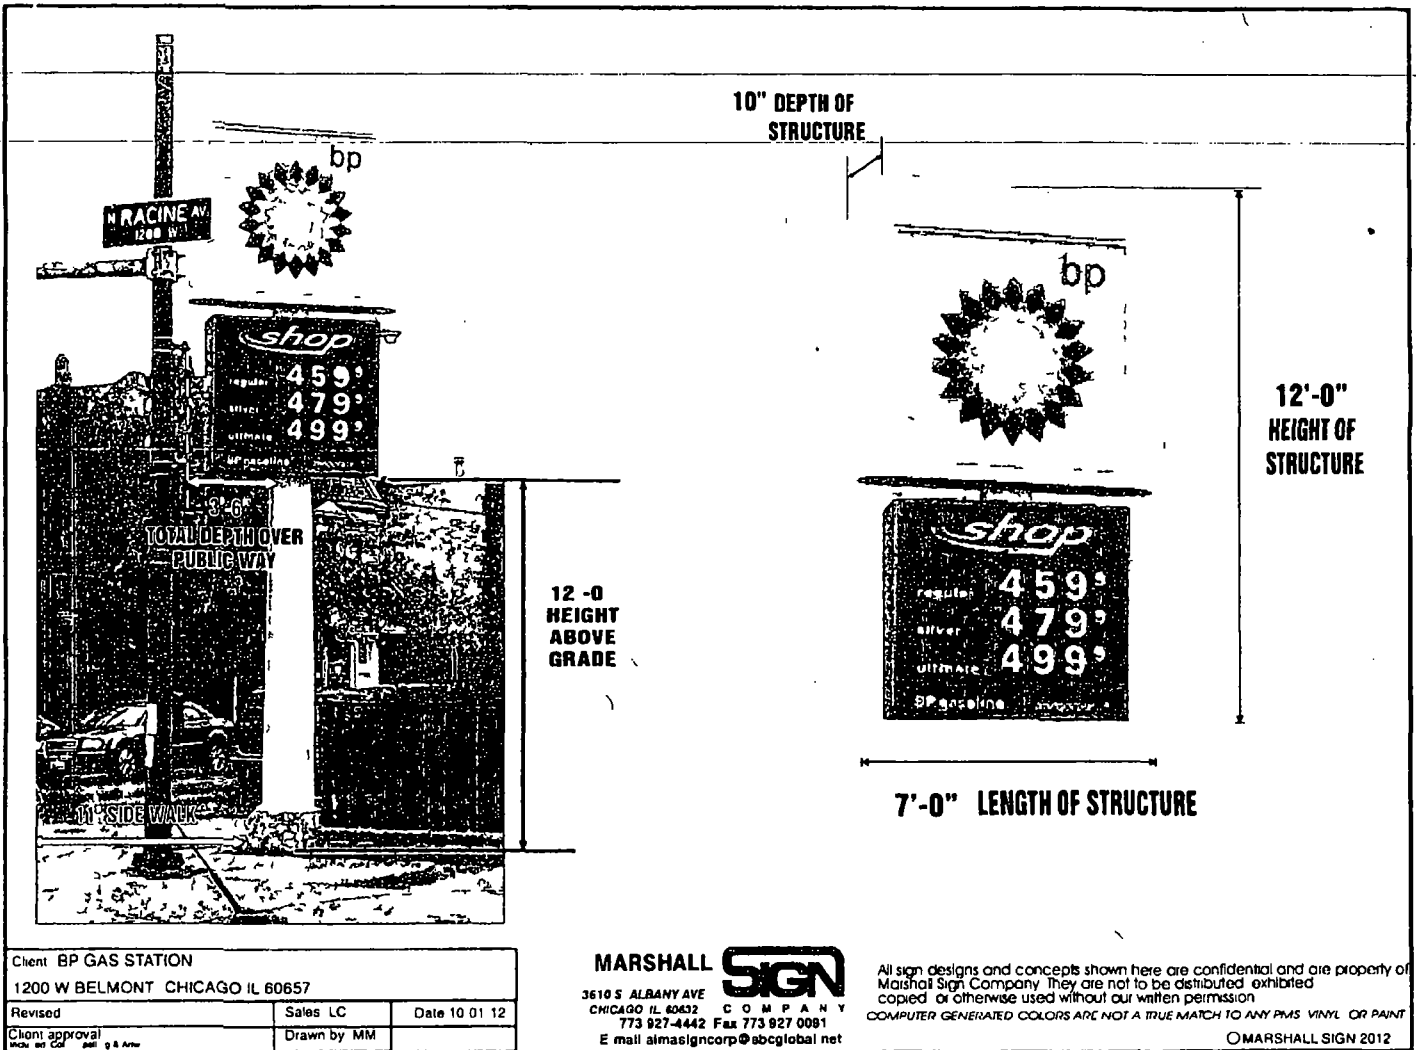 10" DEPTH OF
STRUCTURE
bp
N RACINE AV
1200 W
shop
regular 459⁹
silver 479⁹
ultimate 499⁹
BP gasoline
3'-6"
TOTAL DEPTH OVER
PUBLIC WAY
12 -0
HEIGHT
ABOVE
GRADE
11" SIDE WALK
bp
shop
regular 459⁹
silver 479⁹
ultimate 499⁹
BP gasoline
12'-0"
HEIGHT OF
STRUCTURE
7'-0" LENGTH OF STRUCTURE
Client BP GAS STATION
1200 W BELMONT CHICAGO IL 60657
Revised
Sales LC
Date 10 01 12
Client approval
Drawn by MM
MARSHALL SIGN
COMPANY
3610 S ALBANY AVE
CHICAGO IL 60632
773 927-4442 Fax 773 927 0091
E mail almasigncorp@sbcglobal net
All sign designs and concepts shown here are confidential and are property of
Marshall Sign Company They are not to be distributed exhibited
copied or otherwise used without our written permission
COMPUTER GENERATED COLORS ARE NOT A TRUE MATCH TO ANY PMS VINYL OR PAINT
©MARSHALL SIGN 2012